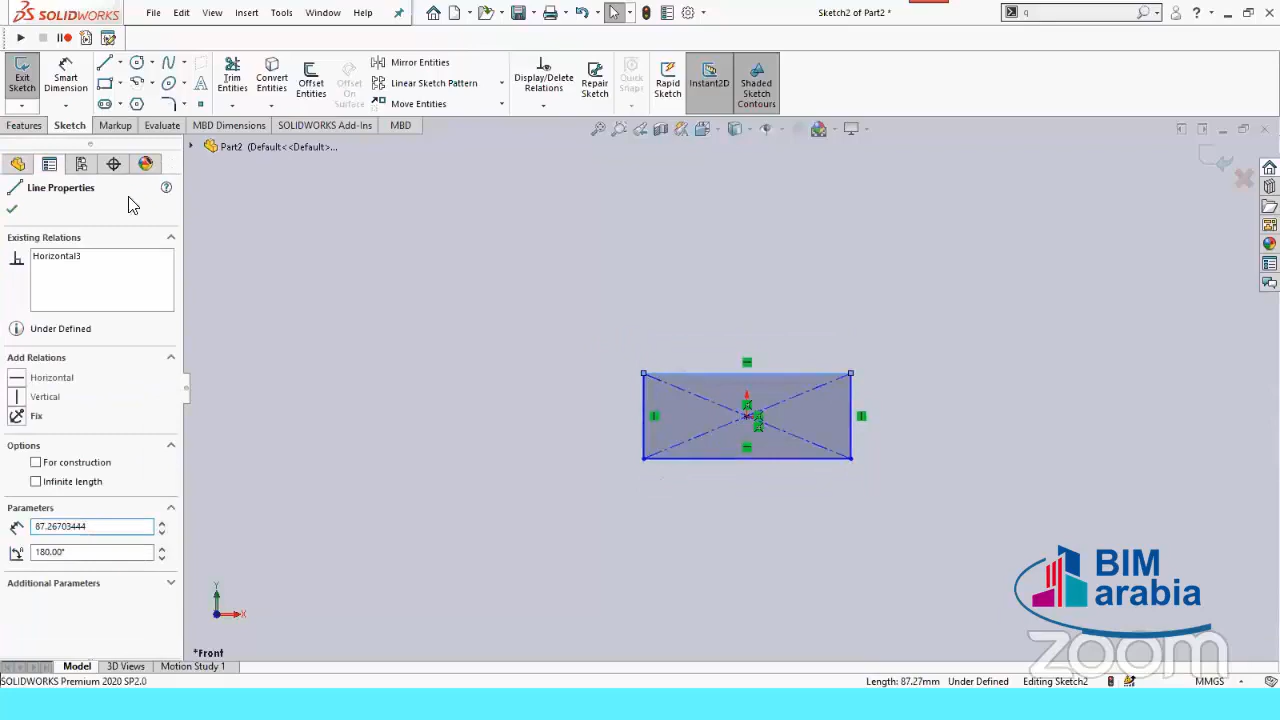 SOLIDWORKS File Edit View Insert Tools Window Help Sketch2 of Part2 * q ?
Exit Sketch Smart Dimension Trim Entities Convert Entities Offset Entities Offset On Surface Mirror Entities Linear Sketch Pattern Move Entities Display/Delete Relations Repair Sketch Quick Snaps Rapid Sketch Instant2D Shaded Sketch Contours
Features Sketch Markup Evaluate MBD Dimensions SOLIDWORKS Add-Ins MBD
Part2 (Default<<Default>...
Line Properties ?
Existing Relations
Horizontal3
Under Defined
Add Relations
Horizontal
Vertical
Fix
Options
For construction
Infinite length
Parameters
87.26703444
180.00°
Additional Parameters
Y
X
*Front
BIM
arabia
zoom
Model 3D Views Motion Study 1
SOLIDWORKS Premium 2020 SP2.0 Length: 87.27mm Under Defined Editing Sketch2 MMGS